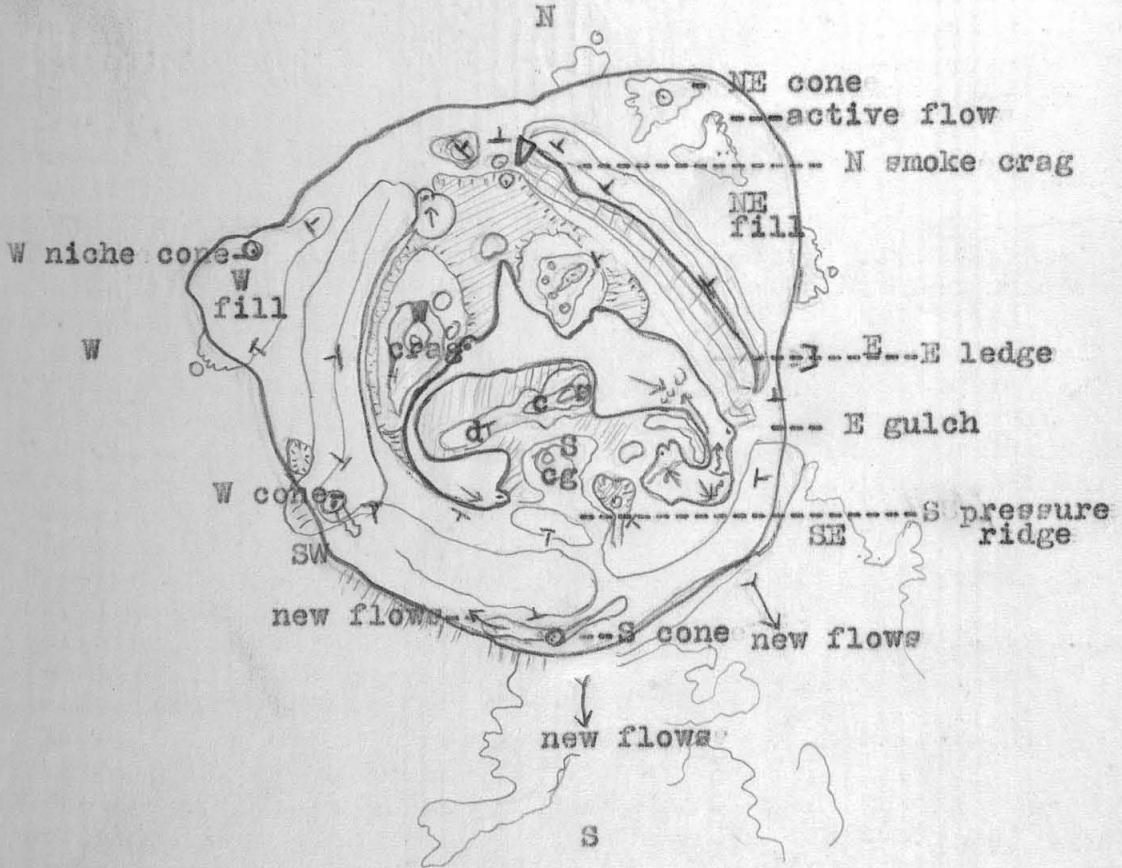 N
NE cone
---active flow
-------- N smoke crag
NE
fill
W niche cone-
W
fill
W
W
crag
E
---E ledge
c
d
--- E gulch
S
cg
W cone-
----------S pressure
ridge
SE
SW
new flows-
--S cone
new flows
new flows
S